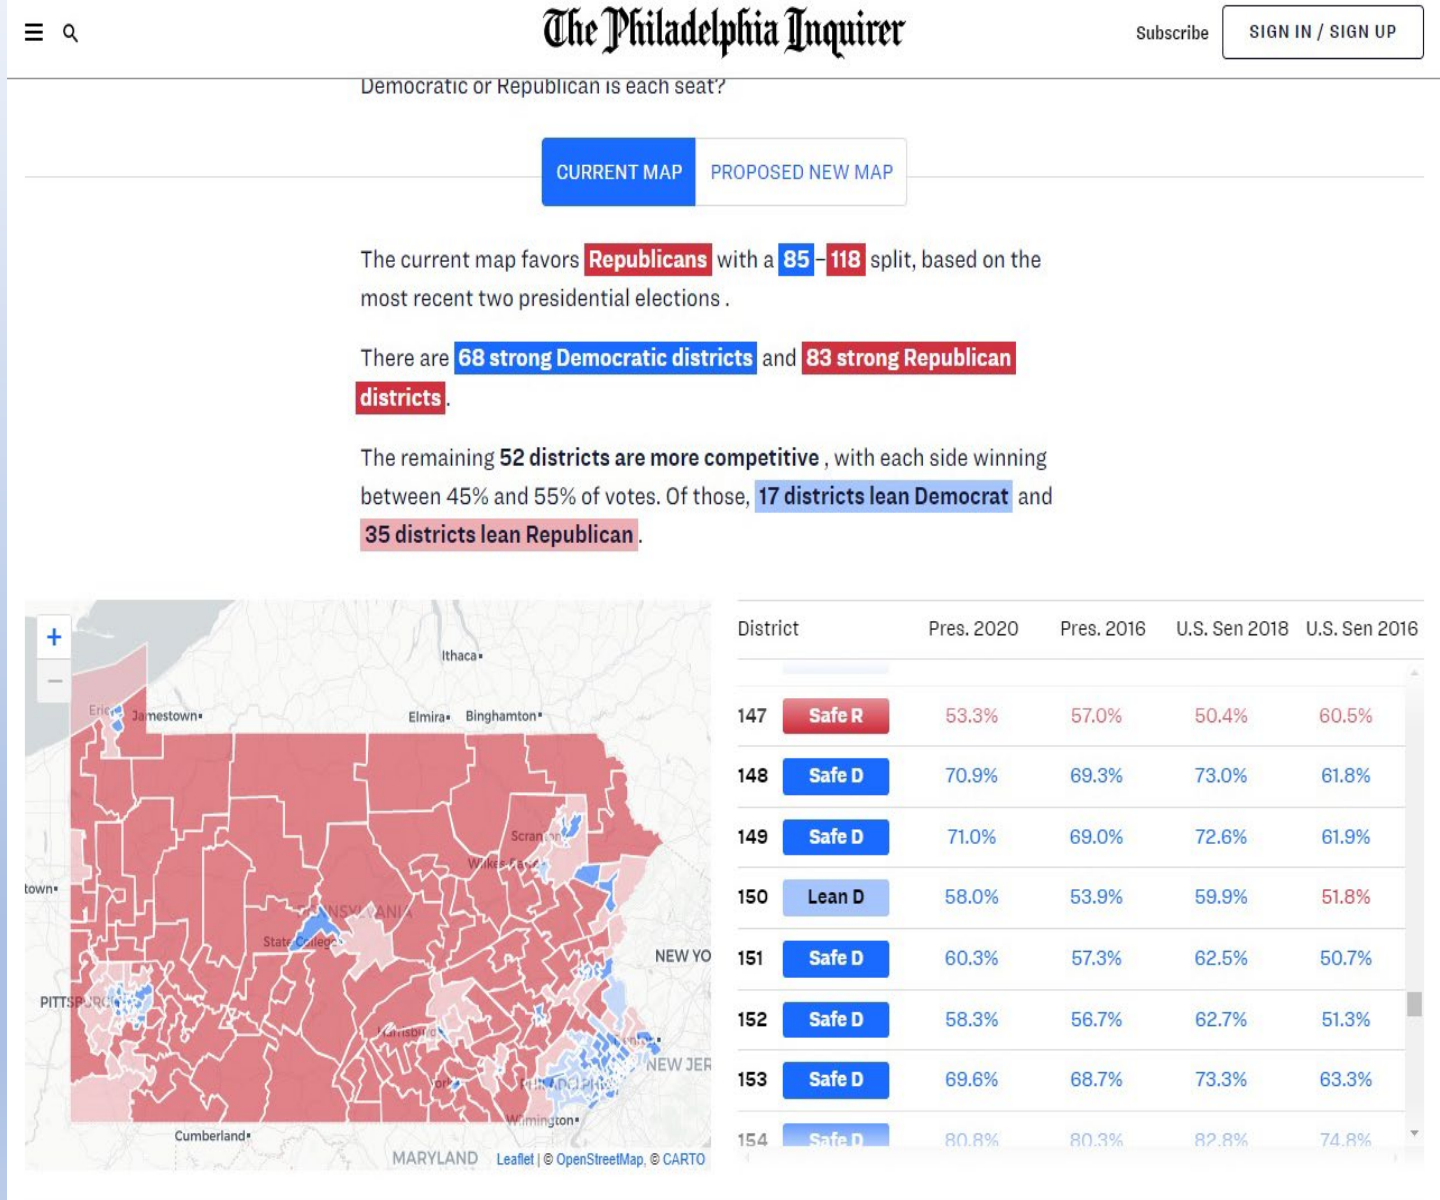 The Philadelphia Inquirer
Subscribe
SIGN IN / SIGN UP
Democratic or Republican is each seat?
CURRENT MAP
PROPOSED NEW MAP
The current map favors Republicans with a 85–118 split, based on the
most recent two presidential elections .
There are 68 strong Democratic districts and 83 strong Republican
districts.
The remaining 52 districts are more competitive , with each side winning
between 45% and 55% of votes. Of those, 17 districts lean Democrat and
35 districts lean Republican.
+
−
Ithaca
Erie
Jamestown
Elmira
Binghamton
Scranton
town
PENNSYLVANIA
State College
NEW YO
PITTSBURG
Harrisburg
NEW JER
PHILADELPHI
Wilmington
Cumberland
MARYLAND
Leaflet | © OpenStreetMap, © CARTO
District Pres. 2020 Pres. 2016 U.S. Sen 2018 U.S. Sen 2016
147 Safe R 53.3% 57.0% 50.4% 60.5%
148 Safe D 70.9% 69.3% 73.0% 61.8%
149 Safe D 71.0% 69.0% 72.6% 61.9%
150 Lean D 58.0% 53.9% 59.9% 51.8%
151 Safe D 60.3% 57.3% 62.5% 50.7%
152 Safe D 58.3% 56.7% 62.7% 51.3%
153 Safe D 69.6% 68.7% 73.3% 63.3%
154 Safe D 80.8% 80.3% 82.8% 74.8%